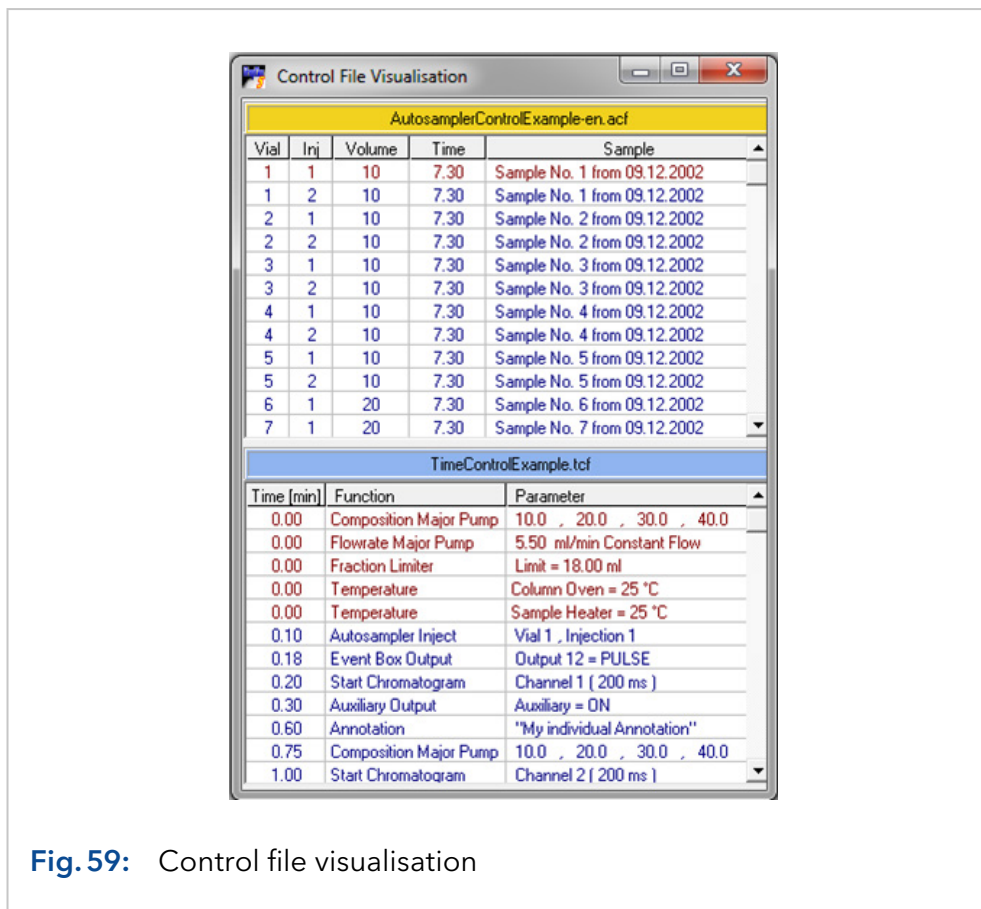 Control File Visualisation
AutosamplerControlExample-en.acf
Vial Inj Volume Time Sample
1 1 10 7.30 Sample No. 1 from 09.12.2002
1 2 10 7.30 Sample No. 1 from 09.12.2002
2 1 10 7.30 Sample No. 2 from 09.12.2002
2 2 10 7.30 Sample No. 2 from 09.12.2002
3 1 10 7.30 Sample No. 3 from 09.12.2002
3 2 10 7.30 Sample No. 3 from 09.12.2002
4 1 10 7.30 Sample No. 4 from 09.12.2002
4 2 10 7.30 Sample No. 4 from 09.12.2002
5 1 10 7.30 Sample No. 5 from 09.12.2002
5 2 10 7.30 Sample No. 5 from 09.12.2002
6 1 20 7.30 Sample No. 6 from 09.12.2002
7 1 20 7.30 Sample No. 7 from 09.12.2002
TimeControlExample.tcf
Time [min] Function Parameter
0.00 Composition Major Pump 10.0 , 20.0 , 30.0 , 40.0
0.00 Flowrate Major Pump 5.50 ml/min Constant Flow
0.00 Fraction Limiter Limit = 18.00 ml
0.00 Temperature Column Oven = 25 °C
0.00 Temperature Sample Heater = 25 °C
0.10 Autosampler Inject Vial 1 , Injection 1
0.18 Event Box Output Output 12 = PULSE
0.20 Start Chromatogram Channel 1 ( 200 ms )
0.30 Auxiliary Output Auxiliary = ON
0.60 Annotation "My individual Annotation"
0.75 Composition Major Pump 10.0 , 20.0 , 30.0 , 40.0
1.00 Start Chromatogram Channel 2 ( 200 ms )
Fig. 59: Control file visualisation